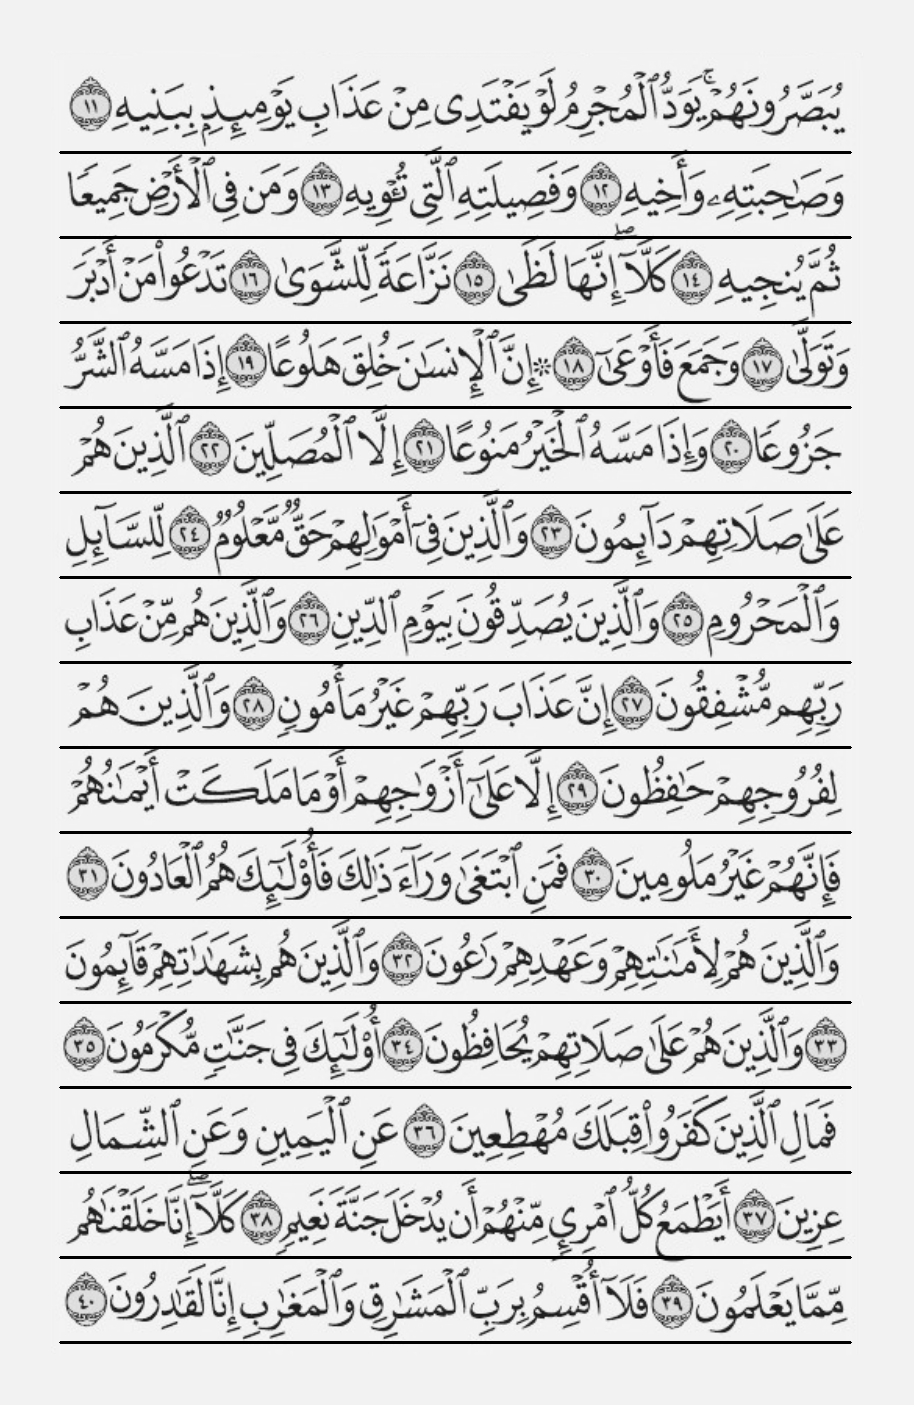 يُبَصَّرُونَهُمْ ۚ يَوَدُّ ٱلْمُجْرِمُ لَوْ يَفْتَدِى مِنْ عَذَابِ يَوْمِئِذٍۭ بِبَنِيهِ ١١
وَصَـٰحِبَتِهِۦ وَأَخِيهِ ١٢ وَفَصِيلَتِهِ ٱلَّتِى تُـْٔوِيهِ ١٣ وَمَن فِى ٱلْأَرْضِ جَمِيعًا
ثُمَّ يُنجِيهِ ١٤ كَلَّآ ۖ إِنَّهَا لَظَىٰ ١٥ نَزَّاعَةً لِّلشَّوَىٰ ١٦ تَدْعُوا۟ مَنْ أَدْبَرَ
وَتَوَلَّىٰ ١٧ وَجَمَعَ فَأَوْعَىٰٓ ١٨ ۞ إِنَّ ٱلْإِنسَـٰنَ خُلِقَ هَلُوعًا ١٩ إِذَا مَسَّهُ ٱلشَّرُّ
جَزُوعًا ٢٠ وَإِذَا مَسَّهُ ٱلْخَيْرُ مَنُوعًا ٢١ إِلَّا ٱلْمُصَلِّينَ ٢٢ ٱلَّذِينَ هُمْ
عَلَىٰ صَلَاتِهِمْ دَآئِمُونَ ٢٣ وَٱلَّذِينَ فِىٓ أَمْوَٰلِهِمْ حَقٌّ مَّعْلُومٌ ٢٤ لِّلسَّآئِلِ
وَٱلْمَحْرُومِ ٢٥ وَٱلَّذِينَ يُصَدِّقُونَ بِيَوْمِ ٱلدِّينِ ٢٦ وَٱلَّذِينَ هُم مِّنْ عَذَابِ
رَبِّهِم مُّشْفِقُونَ ٢٧ إِنَّ عَذَابَ رَبِّهِمْ غَيْرُ مَأْمُونٍ ٢٨ وَٱلَّذِينَ هُمْ
لِفُرُوجِهِمْ حَـٰفِظُونَ ٢٩ إِلَّا عَلَىٰٓ أَزْوَٰجِهِمْ أَوْ مَا مَلَكَتْ أَيْمَـٰنُهُمْ
فَإِنَّهُمْ غَيْرُ مَلُومِينَ ٣٠ فَمَنِ ٱبْتَغَىٰ وَرَآءَ ذَٰلِكَ فَأُو۟لَـٰٓئِكَ هُمُ ٱلْعَادُونَ ٣١
وَٱلَّذِينَ هُمْ لِأَمَـٰنَـٰتِهِمْ وَعَهْدِهِمْ رَٰعُونَ ٣٢ وَٱلَّذِينَ هُم بِشَهَـٰدَٰتِهِمْ قَآئِمُونَ
٣٣ وَٱلَّذِينَ هُمْ عَلَىٰ صَلَاتِهِمْ يُحَافِظُونَ ٣٤ أُو۟لَـٰٓئِكَ فِى جَنَّـٰتٍ مُّكْرَمُونَ ٣٥
فَمَالِ ٱلَّذِينَ كَفَرُوا۟ قِبَلَكَ مُهْطِعِينَ ٣٦ عَنِ ٱلْيَمِينِ وَعَنِ ٱلشِّمَالِ
عِزِينَ ٣٧ أَيَطْمَعُ كُلُّ ٱمْرِئٍ مِّنْهُمْ أَن يُدْخَلَ جَنَّةَ نَعِيمٍ ٣٨ كَلَّآ ۖ إِنَّا خَلَقْنَـٰهُم
مِّمَّا يَعْلَمُونَ ٣٩ فَلَآ أُقْسِمُ بِرَبِّ ٱلْمَشَـٰرِقِ وَٱلْمَغَـٰرِبِ إِنَّا لَقَـٰدِرُونَ ٤٠